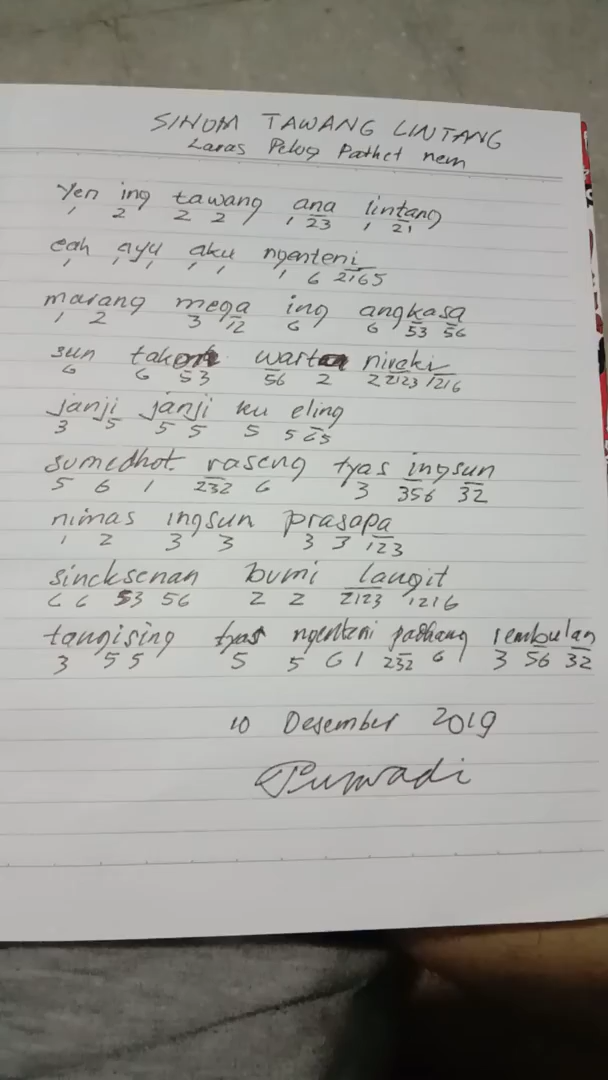 SINOM TAWANG LINTANG
Laras Pelog Pathet nem
yen ing tawang ana lintang
1 2 2 2 1 23 1 21
cah ayu aku ngenteni
1 1 1 1 1 1 6 2165
marang mega ing angkasa
1 2 3 12 6 6 53 56
sun takon warta nireki
6 6 53 56 2 2 2123 1216
janji janji ku eling
3 5 5 5 5 5 65
sumedhot raseng tyas ingsun
5 6 1 232 6 3 356 32
nimas ingsun prasapa
1 2 3 3 3 3 123
sincksenan bumi langit
6 6 53 56 2 2 2123 1216
tangising tyas ngenteni padhang rembulan
3 5 5 5 5 6 1 232 6 1 3 56 32
10 Desember 2019
Purwadi